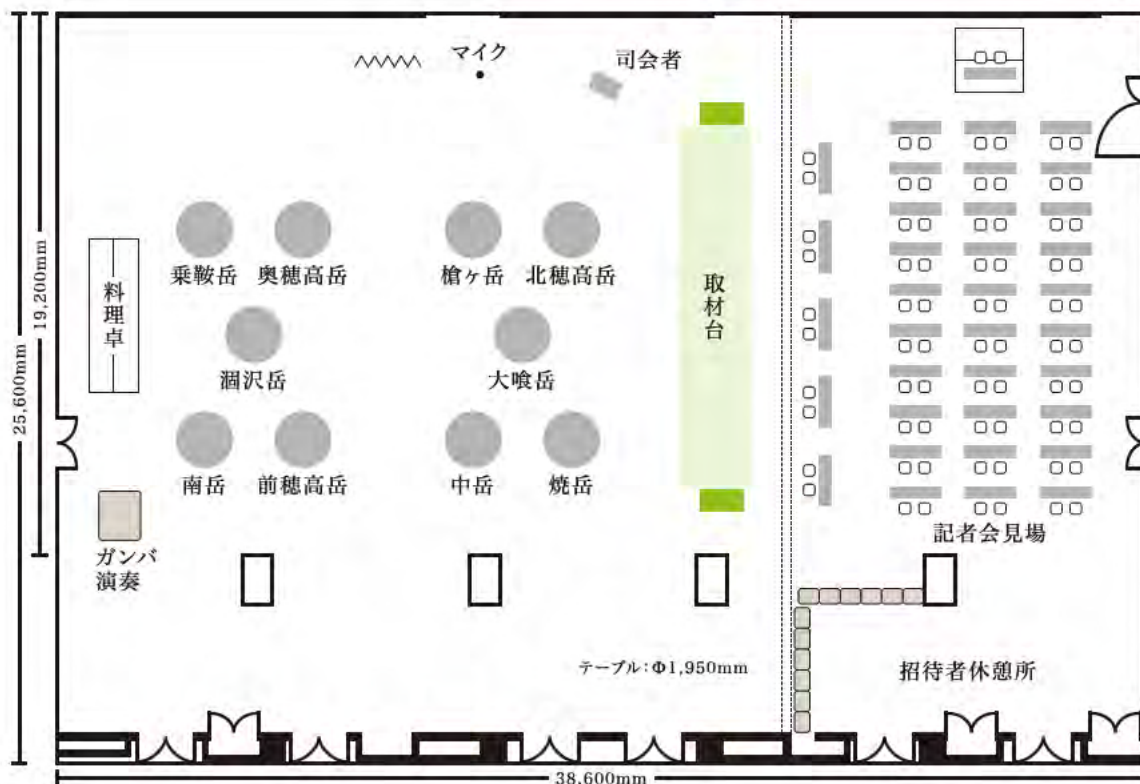 マイク
司会者
乗鞍岳
奥穂高岳
槍ヶ岳
北穂高岳
料理卓
取材台
涸沢岳
大喰岳
南岳
前穂高岳
中岳
焼岳
ガンバ
演奏
記者会見場
招待者休憩所
テーブル:Φ1,950mm
19,200mm
25,600mm
38,600mm